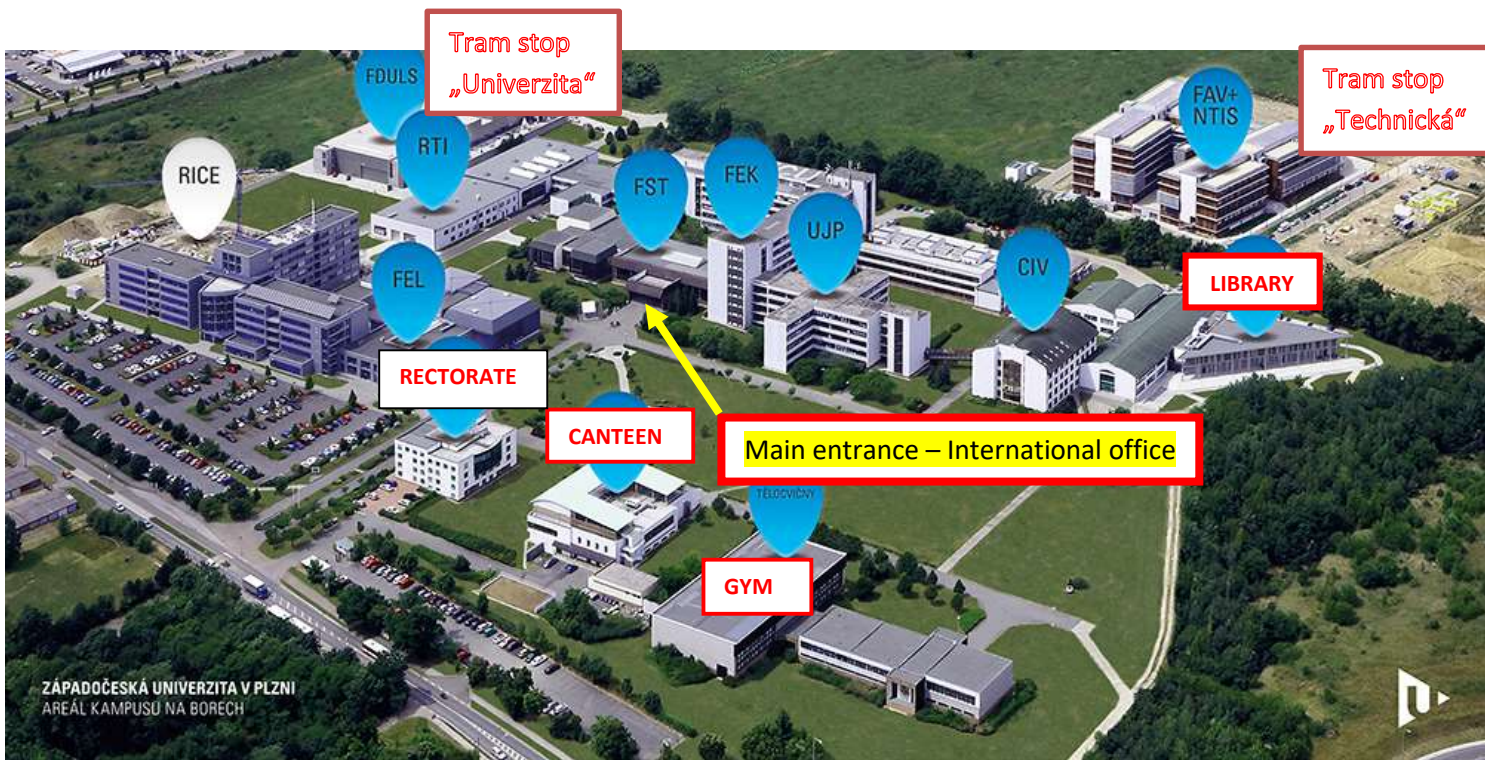 Tram stop
„Univerzita“
Tram stop
„Technická“
FDULS
RTI
RICE
FST
FEK
FAV+
NTIS
UJP
CIV
FEL
LIBRARY
RECTORATE
CANTEEN
Main entrance – International office
TĚLOCVIČNY
GYM
ZÁPADOČESKÁ UNIVERZITA V PLZNI
AREÁL KAMPUSU NA BORECH